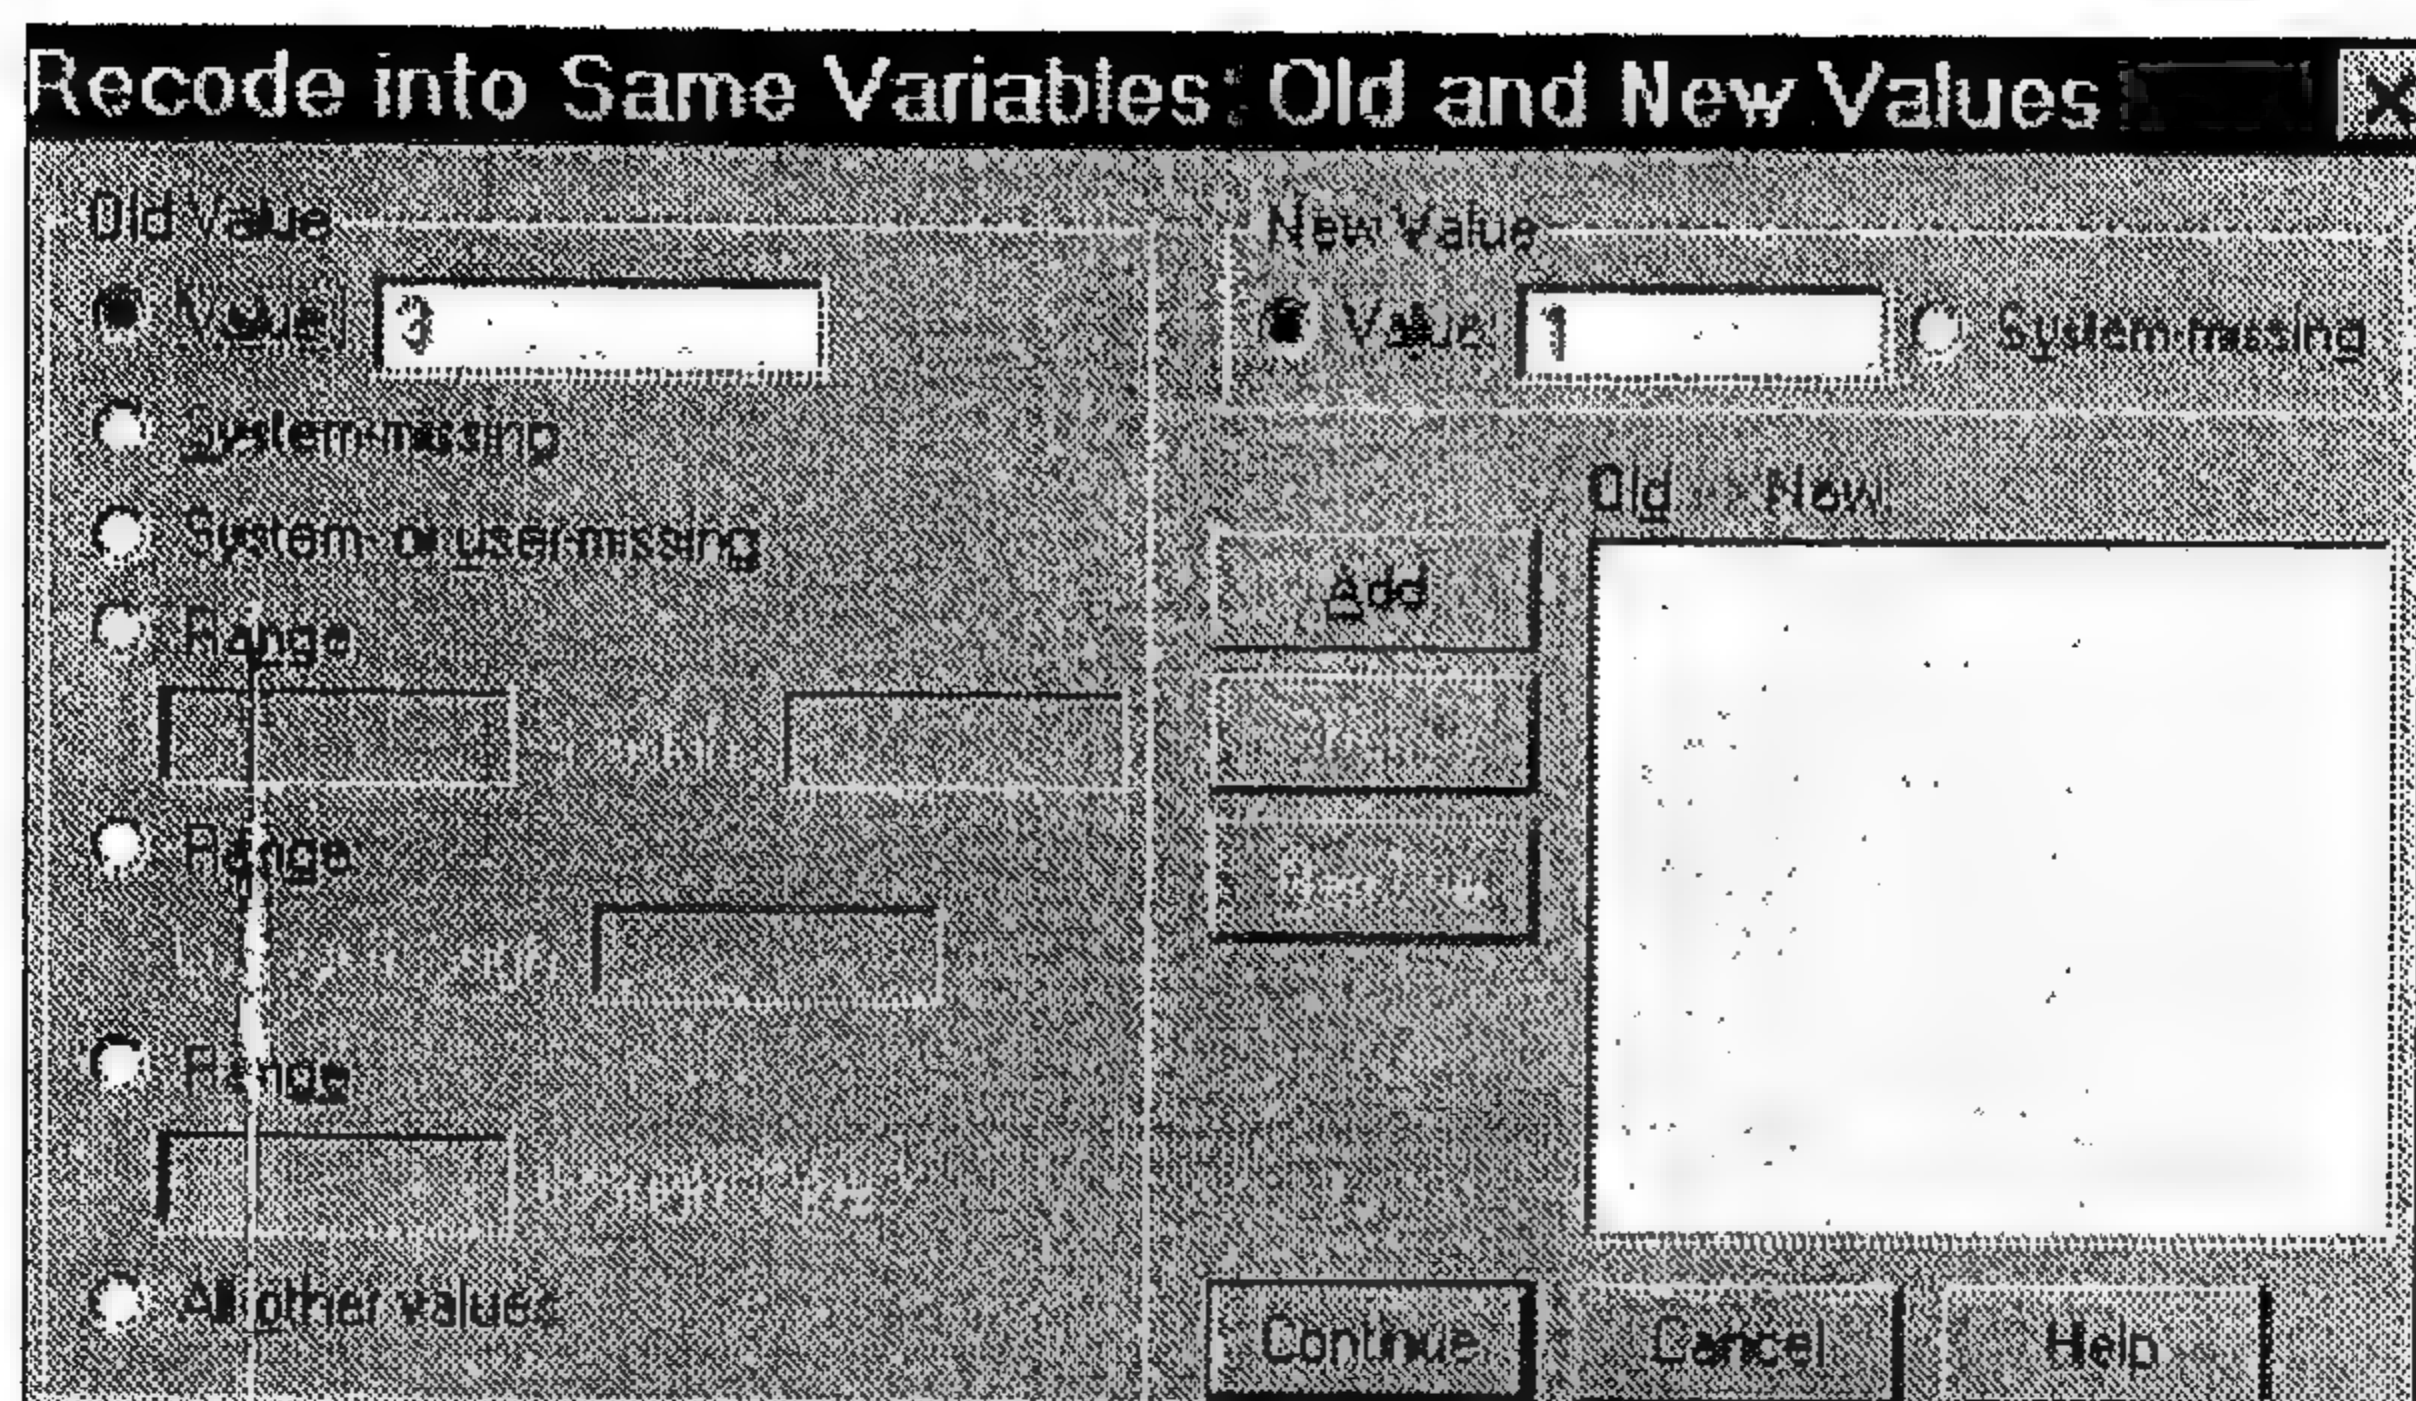 Recode into Same Variables: Old and New Values
Old Value
Value: 3
System-missing
System- or user-missing
Range
through
Range
Range
All other values
New Value
Value: 1 System-missing
Old --> New
Add
Continue Cancel Help